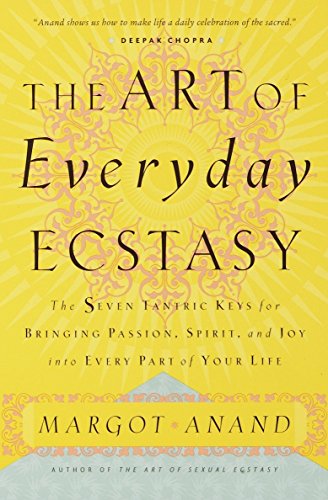 "Anand shows us how to make life a daily celebration of the sacred."
DEEPAK CHOPRA
THE ART OF
Everyday
ECSTASY
The SEVEN TANTRIC KEYS for
BRINGING PASSION, SPIRIT, and JOY
into EVERY PART of YOUR LIFE
MARGOT ANAND
AUTHOR OF THE ART OF SEXUAL ECSTASY